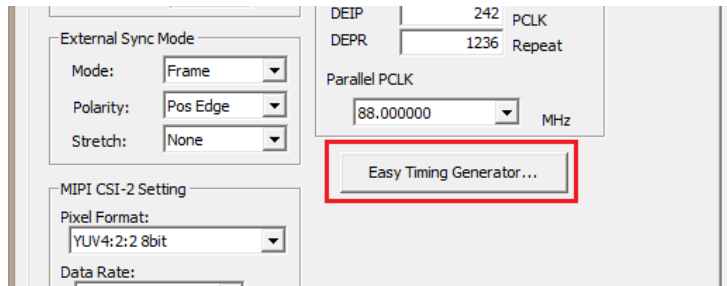 External Sync Mode
Mode: Frame
Polarity: Pos Edge
Stretch: None
MIPI CSI-2 Setting
Pixel Format:
YUV4:2:2 8bit
Data Rate:
DEIP 242 PCLK
DEPR 1236 Repeat
Parallel PCLK
88.000000 MHz
Easy Timing Generator...